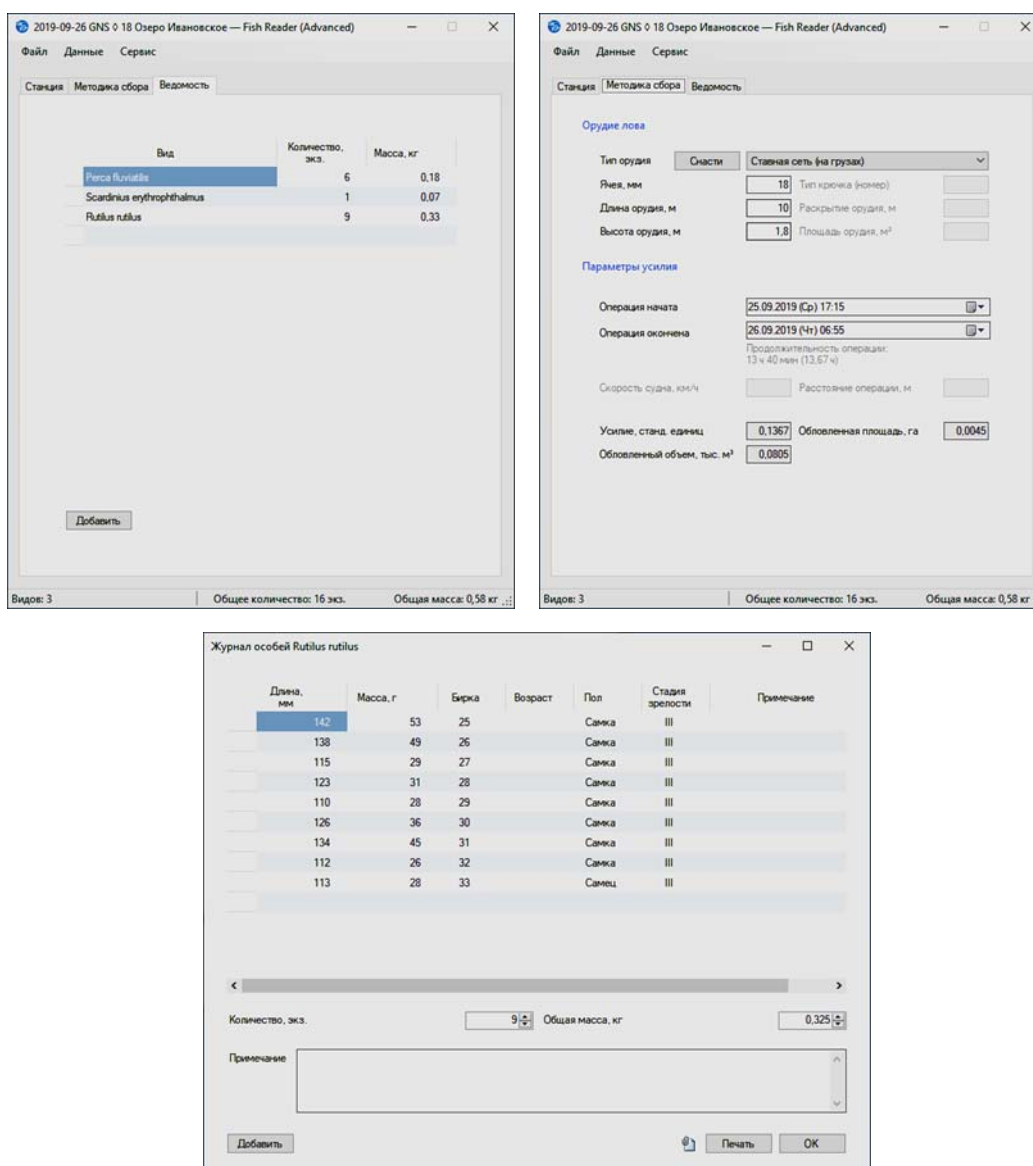 2019-09-26 GNS ◊ 18 Озеро Ивановское — Fish Reader (Advanced)
Файл Данные Сервис
Станция Методика сбора Ведомость
Вид Количество, экз. Масса, кг
Perca fluviatilis 6 0,18
Scardinius erythrophthalmus 1 0,07
Rutilus rutilus 9 0,33
Добавить
Видов: 3 Общее количество: 16 экз. Общая масса: 0,58 кг
2019-09-26 GNS ◊ 18 Озеро Ивановское — Fish Reader (Advanced)
Файл Данные Сервис
Станция Методика сбора Ведомость
Орудие лова
Тип орудия Снасти Ставная сеть (на грузах)
Ячея, мм 18 Тип крючка (номер)
Длина орудия, м 10 Раскрытие орудия, м
Высота орудия, м 1,8 Площадь орудия, м²
Параметры усилия
Операция начата 25.09.2019 (Ср) 17:15
Операция окончена 26.09.2019 (Чт) 06:55
Продолжительность операции:
13 ч 40 мин (13,67 ч)
Скорость судна, км/ч Расстояние операции, м
Усилие, станд. единиц 0,1367 Обловленная площадь, га 0,0045
Обловленный объем, тыс. м³ 0,0805
Видов: 3 Общее количество: 16 экз. Общая масса: 0,58 кг
Журнал особей Rutilus rutilus
Длина, мм Масса, г Бирка Возраст Пол Стадия зрелости Примечание
142 53 25 Самка III
138 49 26 Самка III
115 29 27 Самка III
123 31 28 Самка III
110 28 29 Самка III
126 36 30 Самка III
134 45 31 Самка III
112 26 32 Самка III
113 28 33 Самец III
Количество, экз. 9 Общая масса, кг 0,325
Примечание
Добавить Печать OK